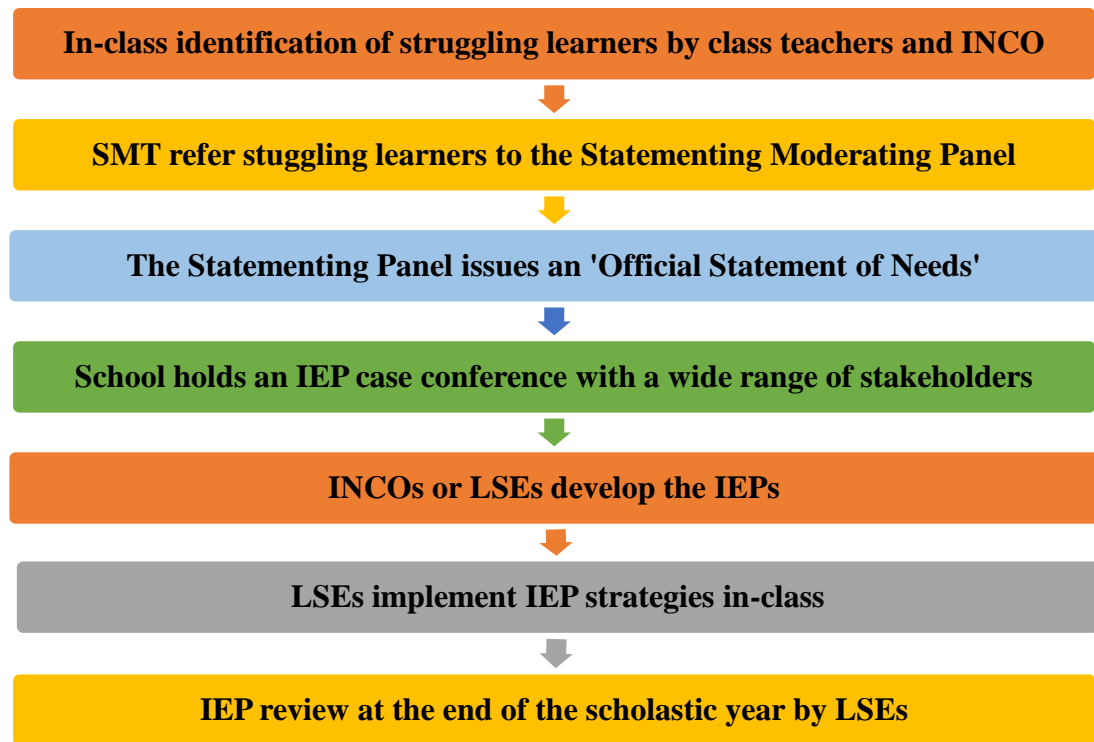 In-class identification of struggling learners by class teachers and INCO
SMT refer stuggling learners to the Statementing Moderating Panel
The Statementing Panel issues an 'Official Statement of Needs'
School holds an IEP case conference with a wide range of stakeholders
INCOs or LSEs develop the IEPs
LSEs implement IEP strategies in-class
IEP review at the end of the scholastic year by LSEs